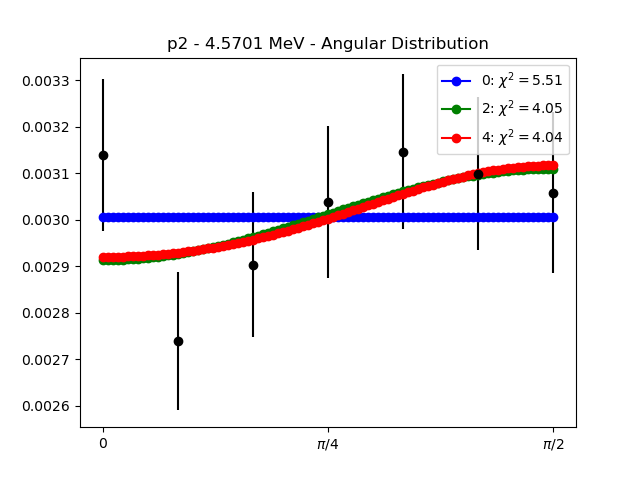 p2 - 4.5701 MeV - Angular Distribution
0.0033
0.0032
0.0031
0.0030
0.0029
0.0028
0.0027
0.0026
0
π/4
π/2
0: χ² = 5.51
2: χ² = 4.05
4: χ² = 4.04